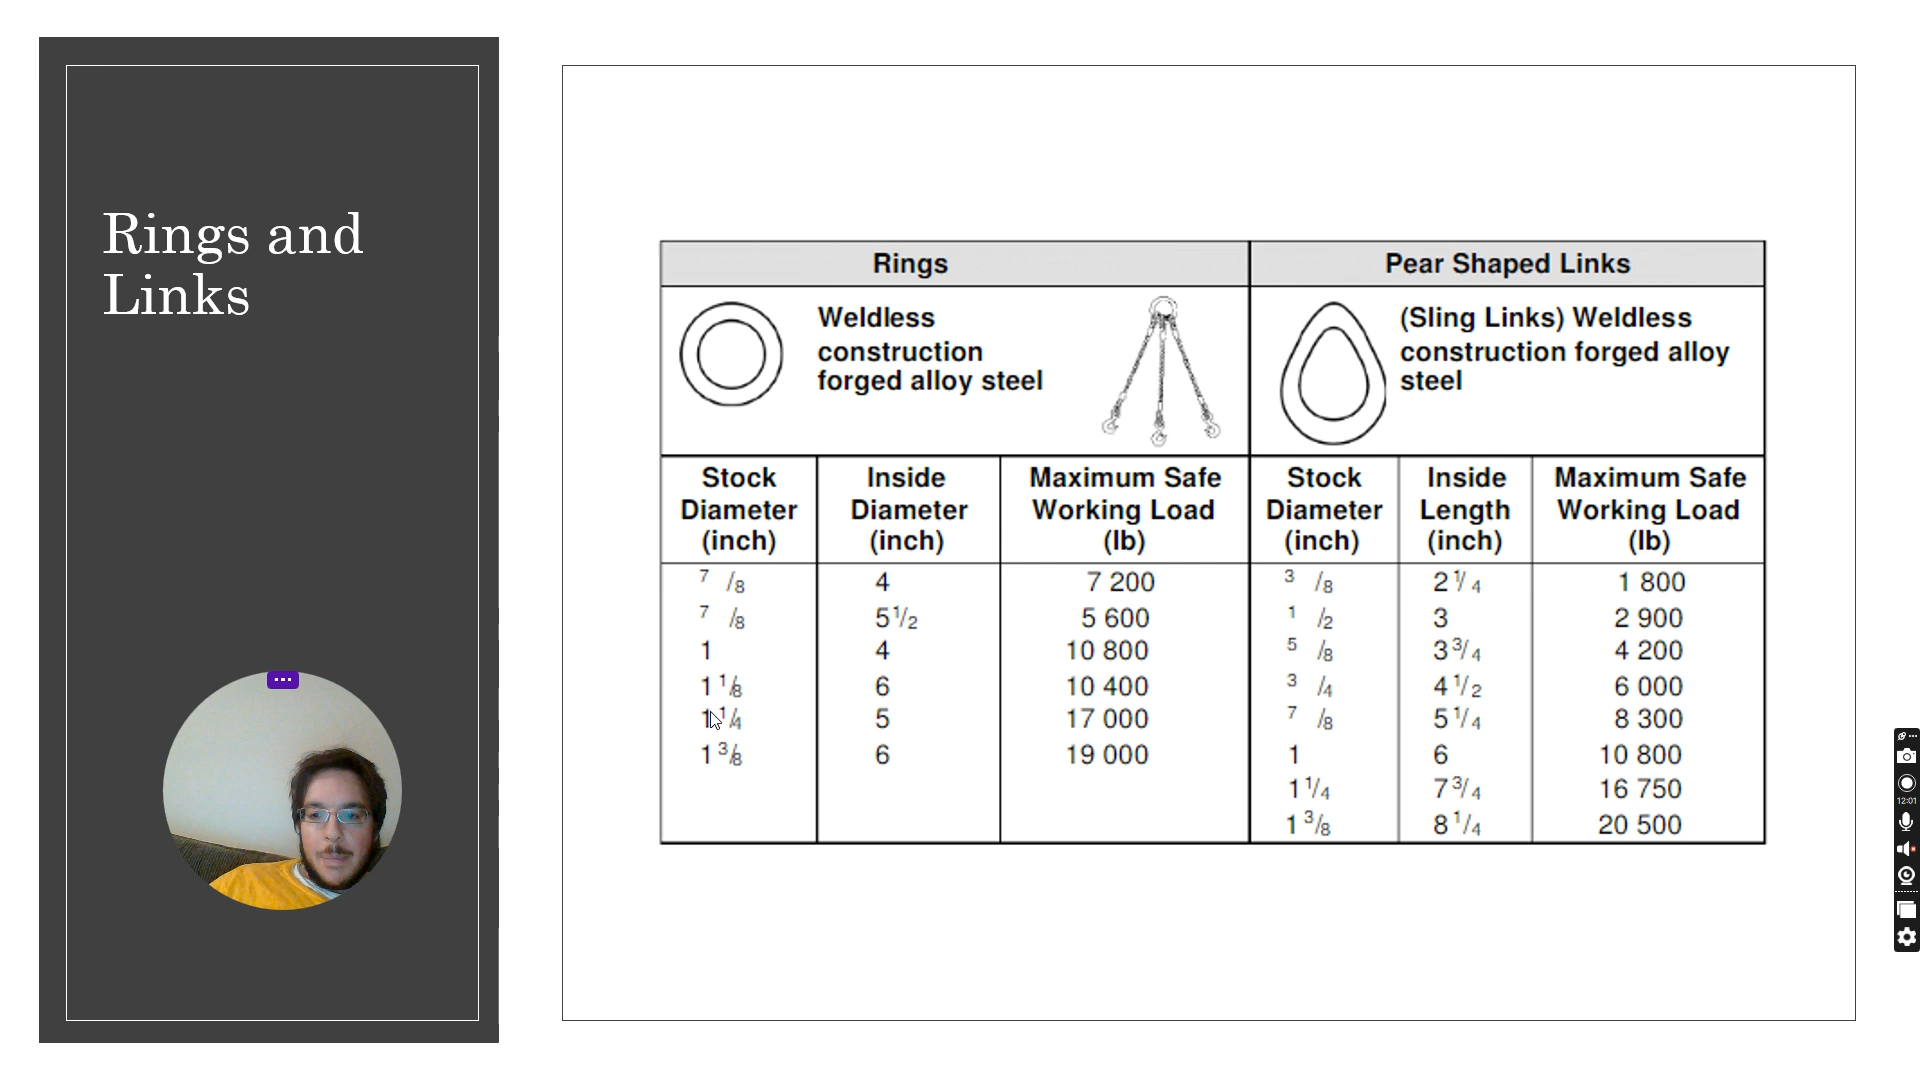 Rings and
Links
Rings
Pear Shaped Links
Weldless
construction
forged alloy steel
(Sling Links) Weldless
construction forged alloy
steel
Stock Diameter (inch) Inside Diameter (inch) Maximum Safe Working Load (lb) Stock Diameter (inch) Inside Length (inch) Maximum Safe Working Load (lb)
7/8 4 7 200 3/8 2 1/4 1 800
7/8 5 1/2 5 600 1/2 3 2 900
1 4 10 800 5/8 3 3/4 4 200
1 1/8 6 10 400 3/4 4 1/2 6 000
1 1/4 5 17 000 7/8 5 1/4 8 300
1 3/8 6 19 000 1 6 10 800
1 1/4 7 3/4 16 750
1 3/8 8 1/4 20 500
12:01